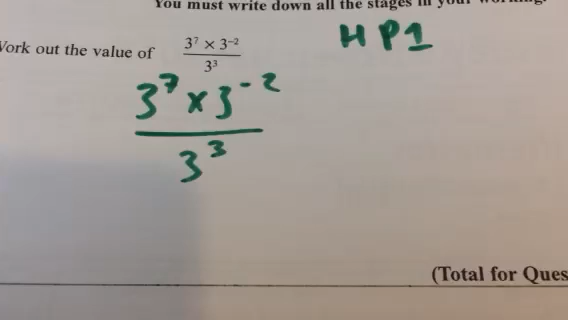 You must write down all the stages in your working.
HP1
Work out the value of 3⁷ × 3⁻² / 3³
3⁷ × 3⁻² / 3³
(Total for Ques